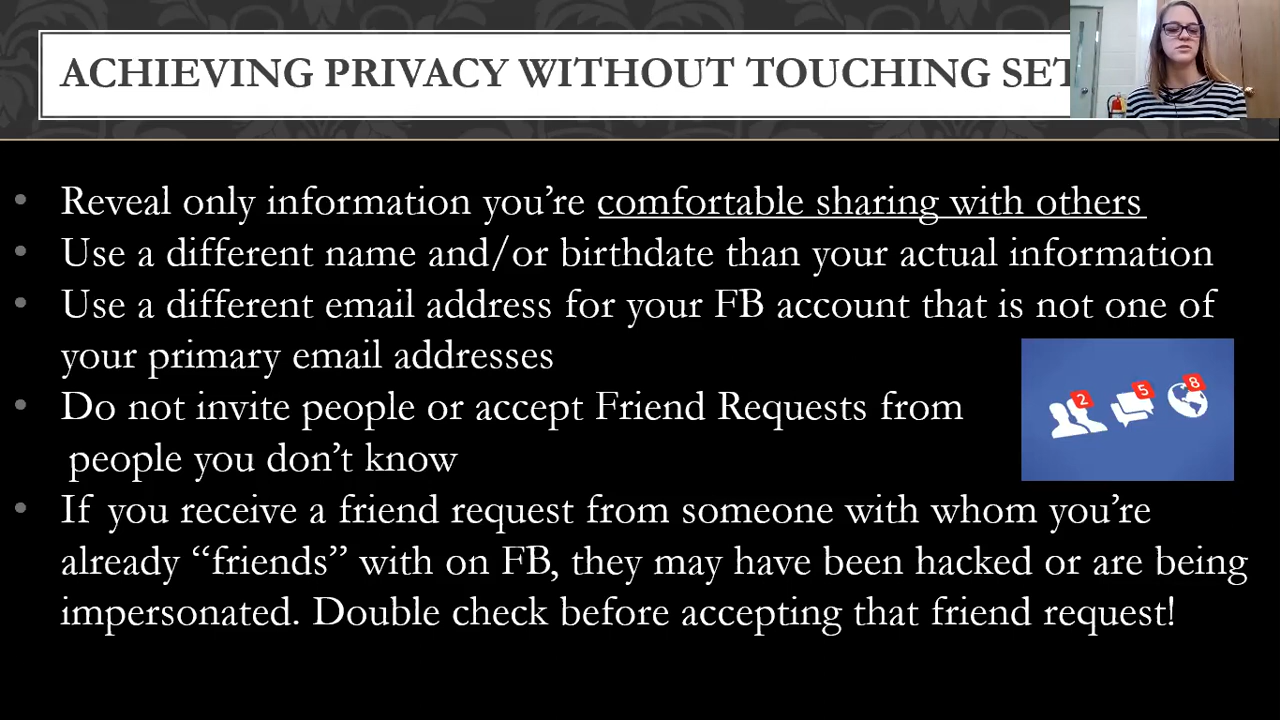 ACHIEVING PRIVACY WITHOUT TOUCHING SET
• Reveal only information you’re comfortable sharing with others
• Use a different name and/or birthdate than your actual information
• Use a different email address for your FB account that is not one of
your primary email addresses
• Do not invite people or accept Friend Requests from
people you don’t know
2 5 8
• If you receive a friend request from someone with whom you’re
already “friends” with on FB, they may have been hacked or are being
impersonated. Double check before accepting that friend request!